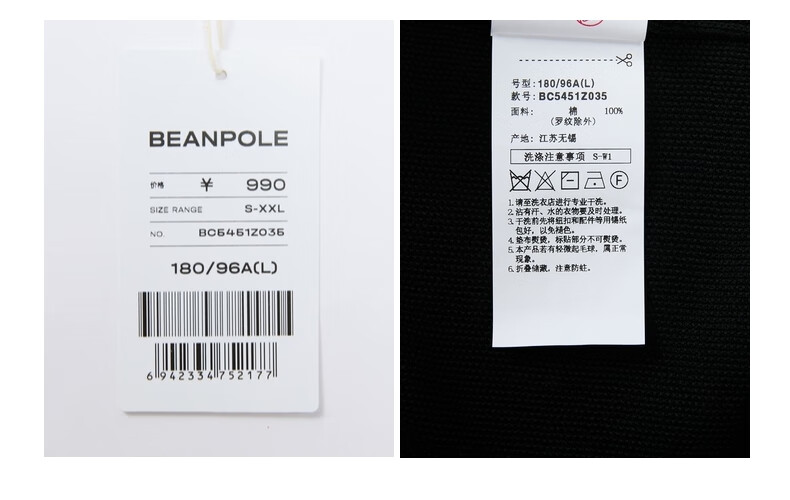 BEANPOLE
价格 ¥ 990
SIZE RANGE S-XXL
NO. BC5451Z035
180/96A(L)
6 942334 752177
号型: 180/96A(L)
款号: BC5451Z035
面料: 棉 100%
(罗纹除外)
产地: 江苏无锡
洗涤注意事项 S-W1
F
1. 请至洗衣店进行专业干洗。
2. 沾有汗、水的衣物要及时处理。
3. 干洗前先将纽扣和配件等用锡纸
包好, 以免褪色。
4. 垫布熨烫, 标贴部分不可熨烫。
5. 本产品若有轻微起毛球, 属正常
现象。
6. 折叠储藏, 注意防蛀。